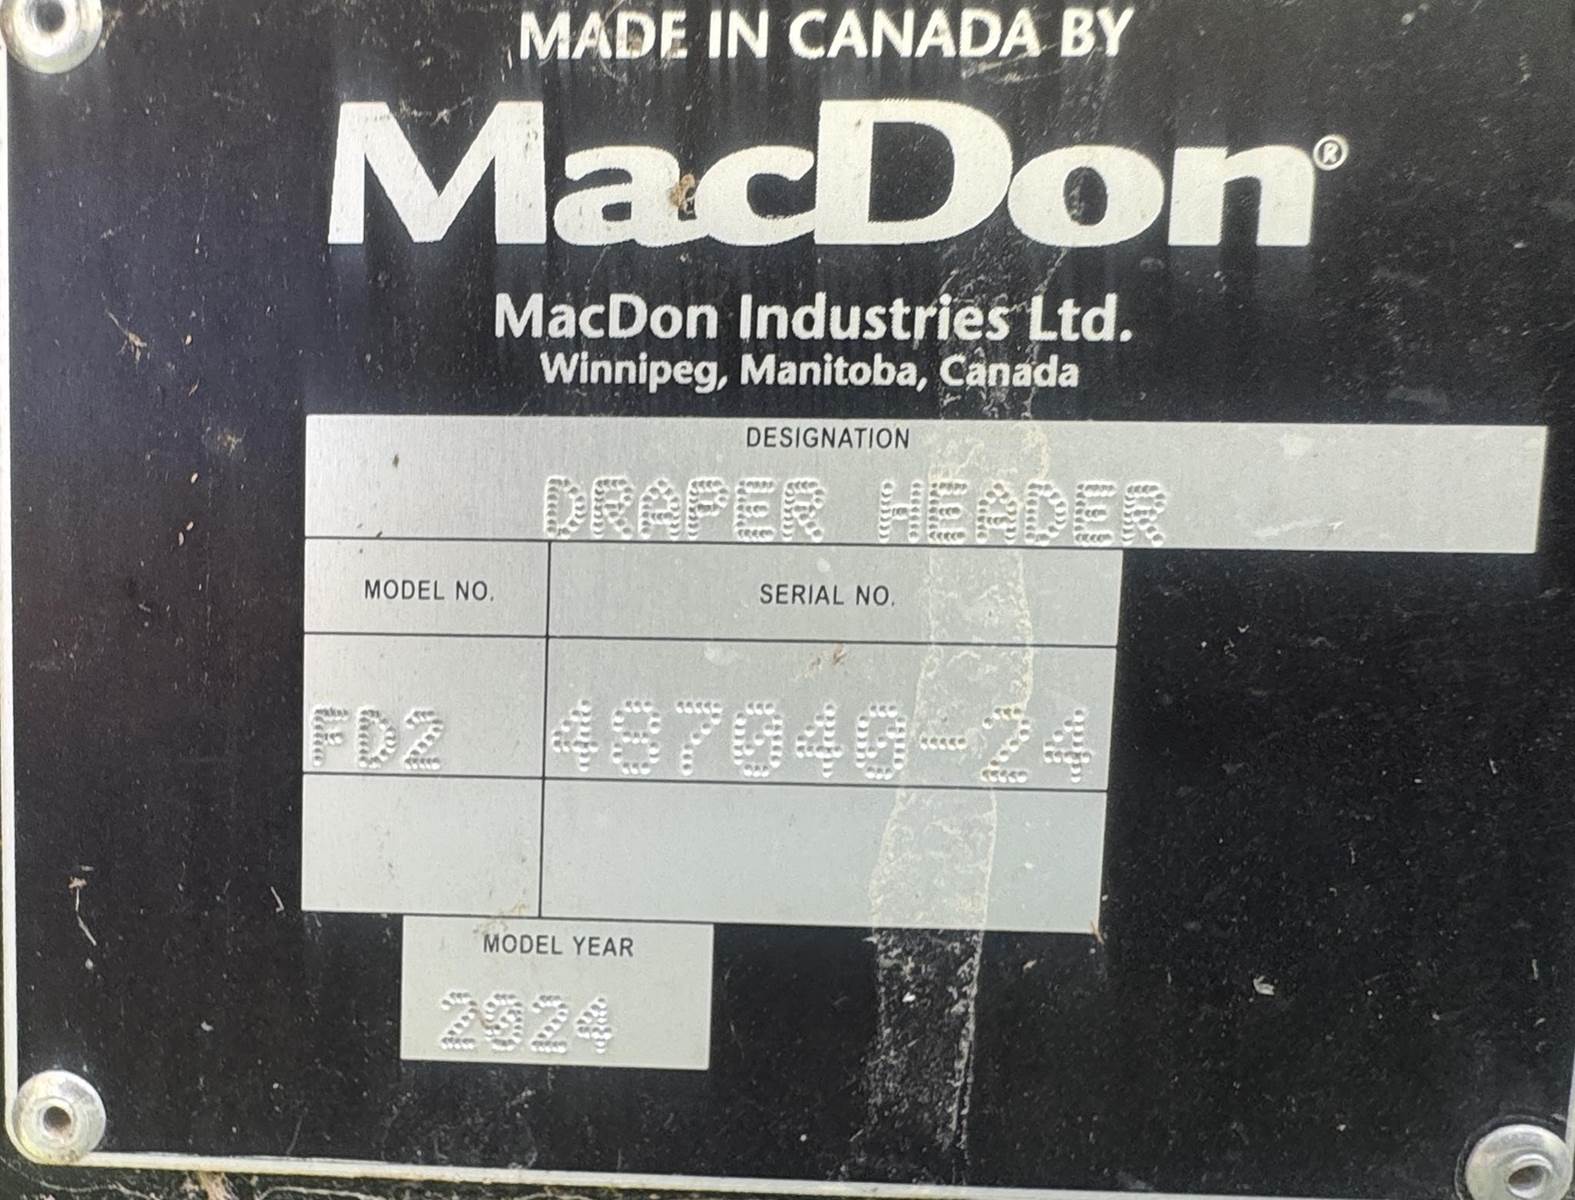 MADE IN CANADA BY
MacDon®
MacDon Industries Ltd.
Winnipeg, Manitoba, Canada
DESIGNATION
DRAPER HEADER
MODEL NO. SERIAL NO.
FD2 487040-24
MODEL YEAR
2024